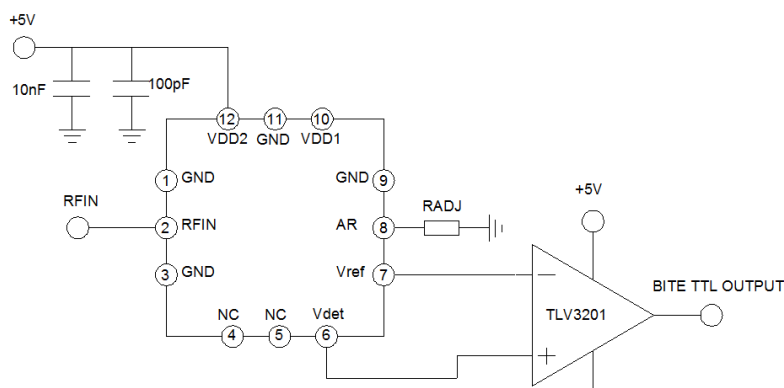 +5V
10nF
100pF
12
11
10
VDD2
GND
VDD1
1
GND
GND
9
+5V
RFIN
RADJ
2
RFIN
AR
8
3
GND
Vref
7
−
BITE TTL OUTPUT
NC
NC
Vdet
TLV3201
4
5
6
+